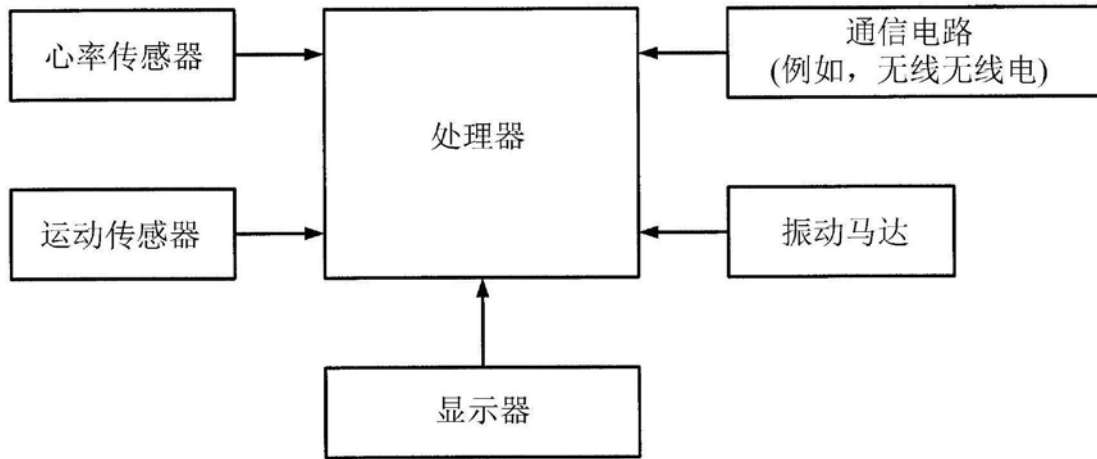 心率传感器
通信电路
(例如，无线无线电)
处理器
运动传感器
振动马达
显示器